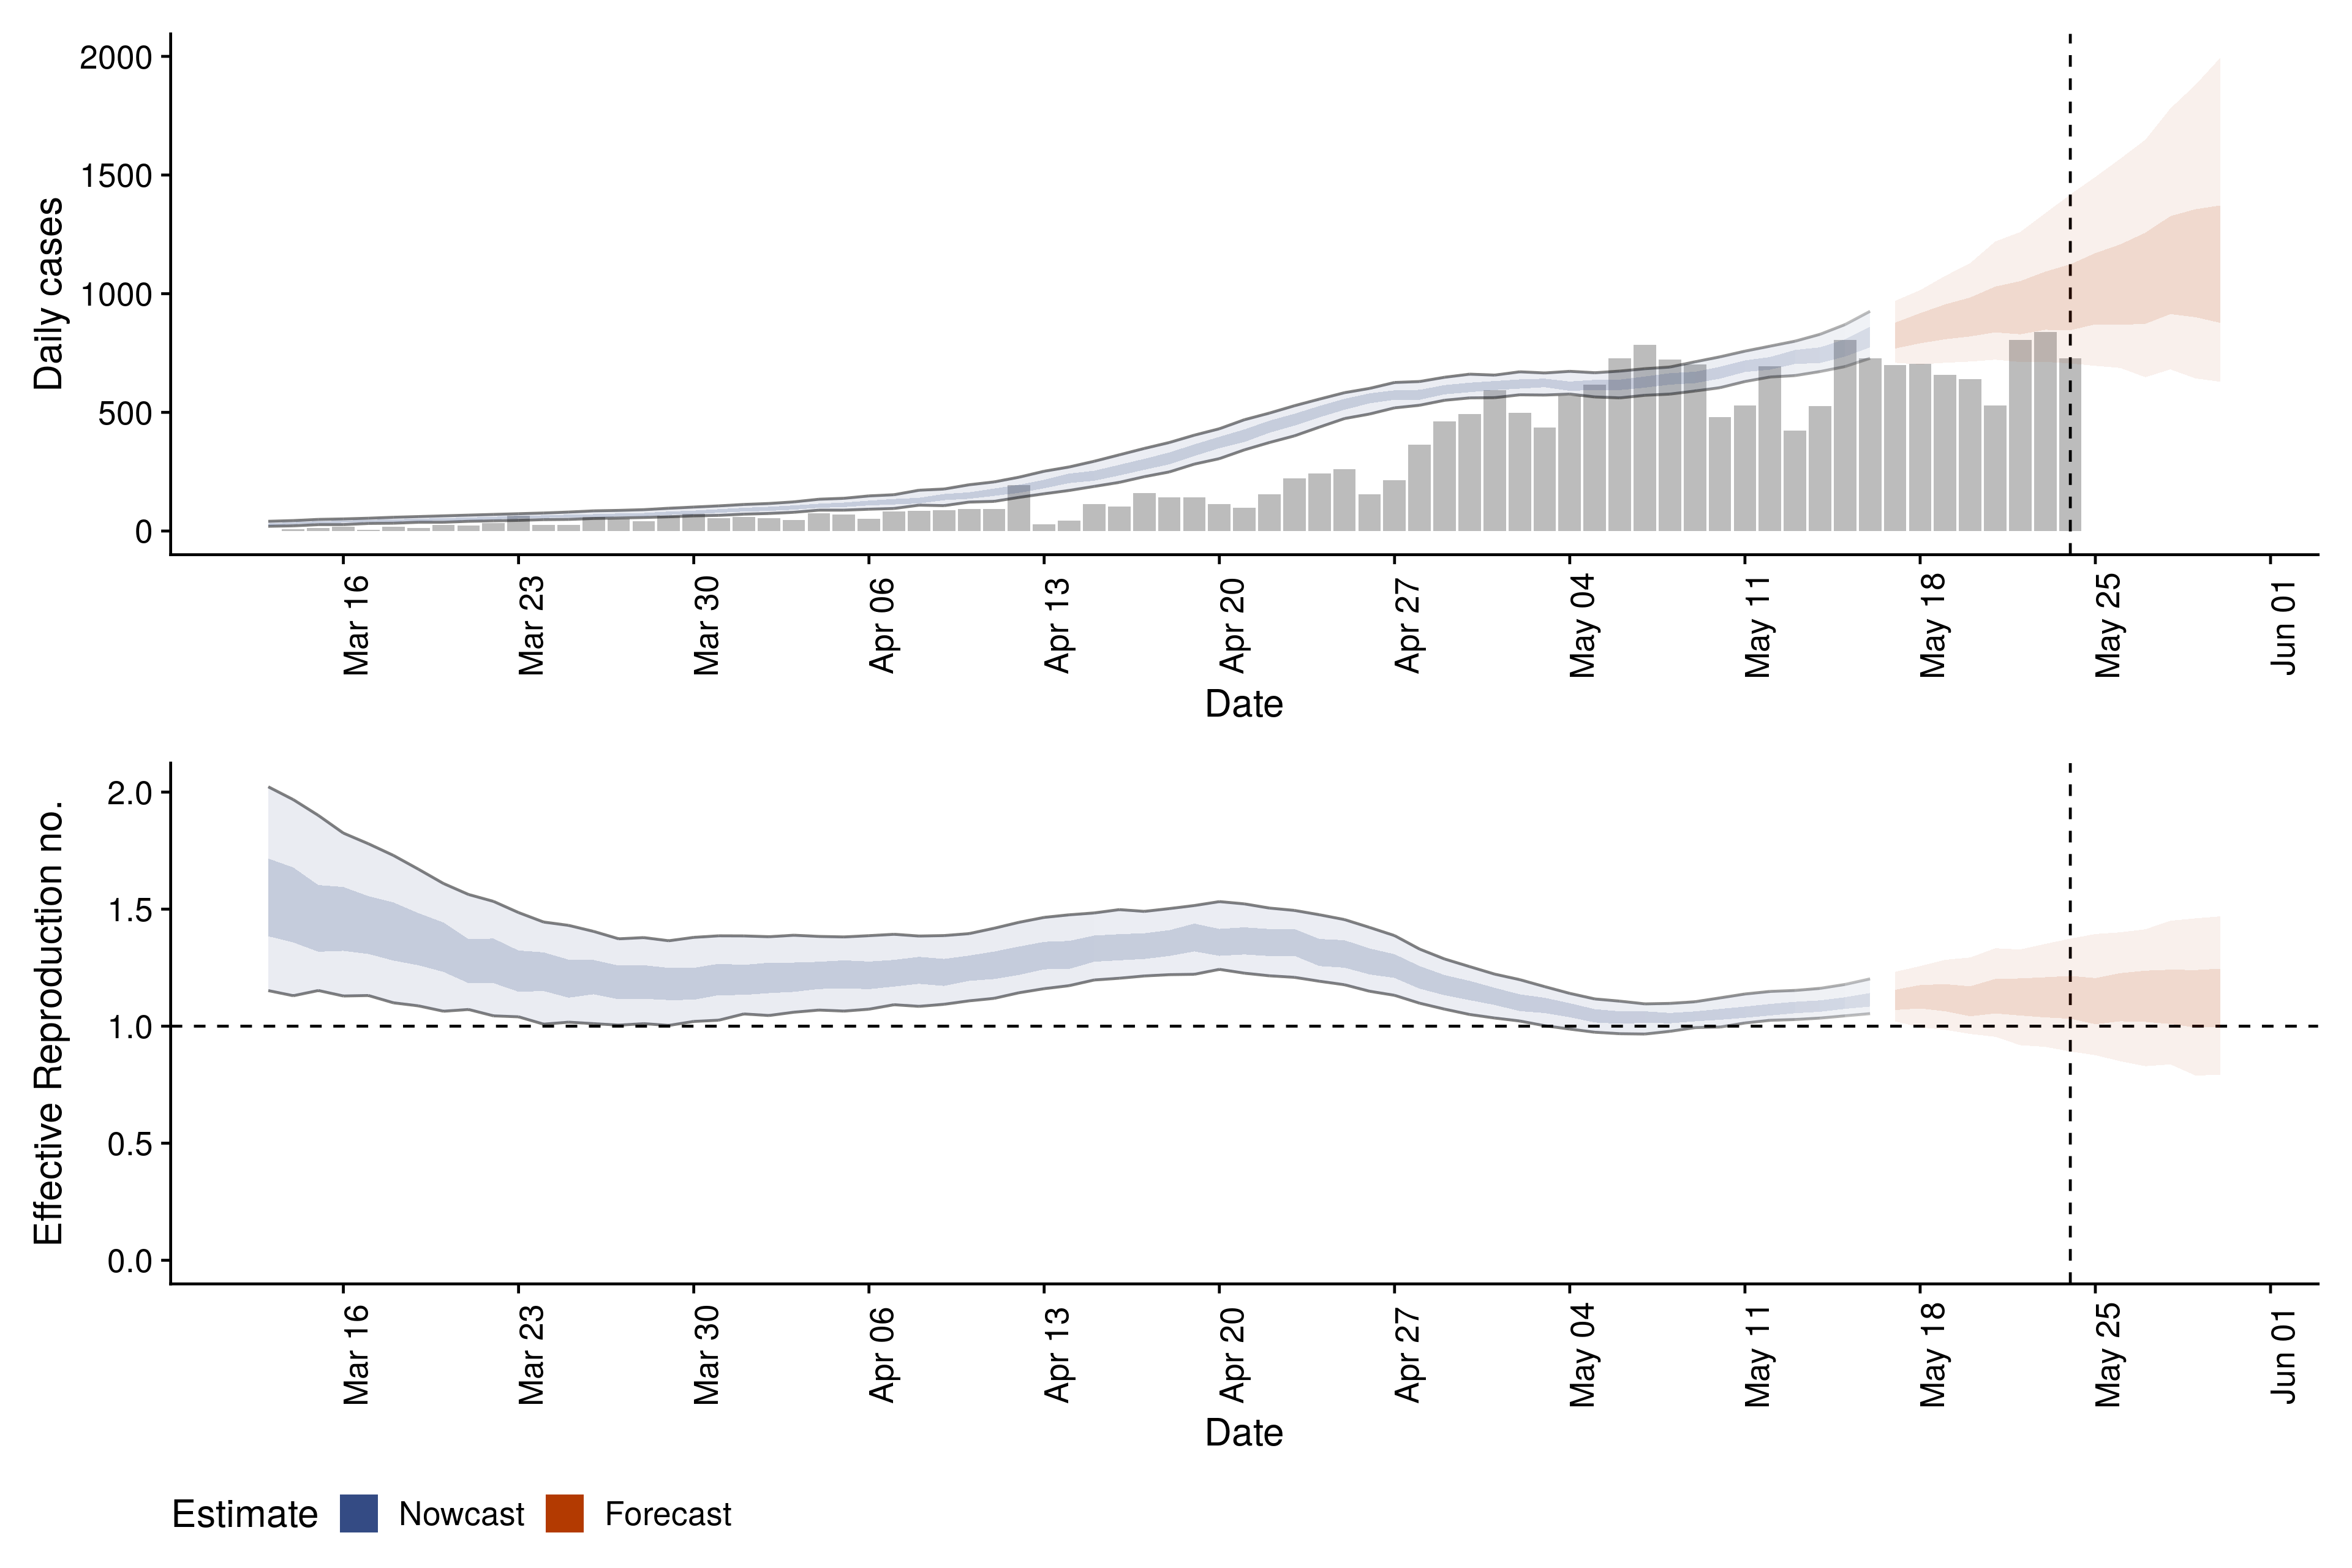 2000
1500
1000
500
0
Daily cases
Mar 16
Mar 23
Mar 30
Apr 06
Apr 13
Apr 20
Apr 27
May 04
May 11
May 18
May 25
Jun 01
Date
2.0
1.5
1.0
0.5
0.0
Effective Reproduction no.
Mar 16
Mar 23
Mar 30
Apr 06
Apr 13
Apr 20
Apr 27
May 04
May 11
May 18
May 25
Jun 01
Date
Estimate Nowcast Forecast